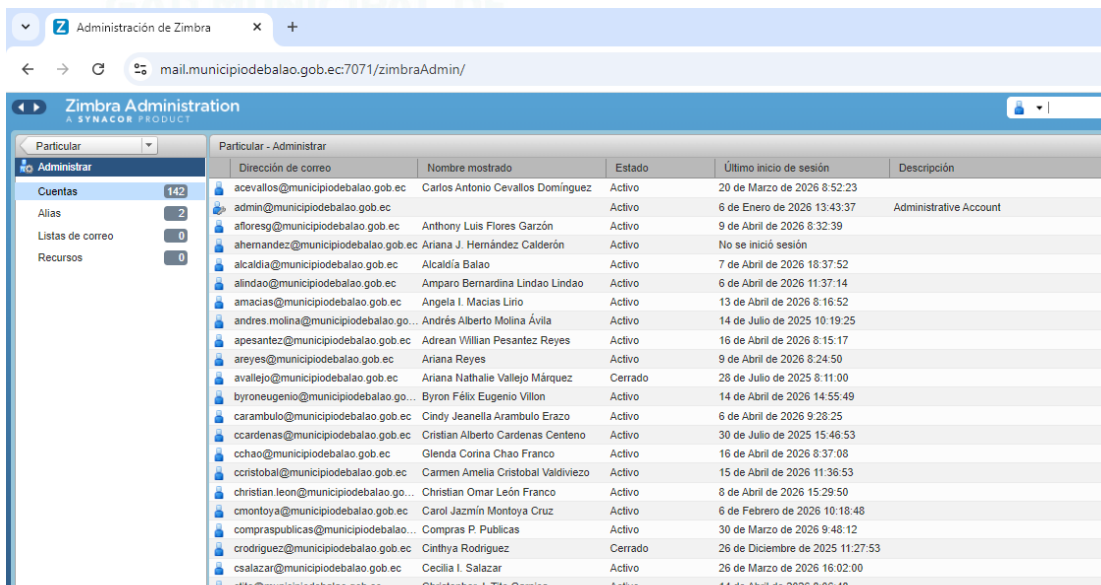 Administración de Zimbra
mail.municipiodebalao.gob.ec:7071/zimbraAdmin/
Zimbra Administration
A SYNACOR PRODUCT
Particular
Particular - Administrar
Administrar
Dirección de correo Nombre mostrado Estado Último inicio de sesión Descripción
Cuentas 142
Alias 2
Listas de correo 0
Recursos 0
acevallos@municipiodebalao.gob.ec Carlos Antonio Cevallos Domínguez Activo 20 de Marzo de 2026 8:52:23
admin@municipiodebalao.gob.ec Activo 6 de Enero de 2026 13:43:37 Administrative Account
afloresg@municipiodebalao.gob.ec Anthony Luis Flores Garzón Activo 9 de Abril de 2026 8:32:39
ahernandez@municipiodebalao.gob.ec Ariana J. Hernández Calderón Activo No se inició sesión
alcaldia@municipiodebalao.gob.ec Alcaldía Balao Activo 7 de Abril de 2026 18:37:52
alindao@municipiodebalao.gob.ec Amparo Bernardina Lindao Lindao Activo 6 de Abril de 2026 11:37:14
amacias@municipiodebalao.gob.ec Angela I. Macias Lirio Activo 13 de Abril de 2026 8:16:52
andres.molina@municipiodebalao.go... Andrés Alberto Molina Ávila Activo 14 de Julio de 2025 10:19:25
apesantez@municipiodebalao.gob.ec Adrean Willian Pesantez Reyes Activo 16 de Abril de 2026 8:15:17
areyes@municipiodebalao.gob.ec Ariana Reyes Activo 9 de Abril de 2026 8:24:50
avallejo@municipiodebalao.gob.ec Ariana Nathalie Vallejo Márquez Cerrado 28 de Julio de 2025 8:11:00
byroneugenio@municipiodebalao.go... Byron Félix Eugenio Villon Activo 14 de Abril de 2026 14:55:49
carambulo@municipiodebalao.gob.ec Cindy Jeanella Arambulo Erazo Activo 6 de Abril de 2026 9:28:25
ccardenas@municipiodebalao.gob.ec Cristian Alberto Cardenas Centeno Activo 30 de Julio de 2025 15:46:53
cchao@municipiodebalao.gob.ec Glenda Corina Chao Franco Activo 16 de Abril de 2026 8:37:08
ccristobal@municipiodebalao.gob.ec Carmen Amelia Cristobal Valdiviezo Activo 15 de Abril de 2026 11:36:53
christian.leon@municipiodebalao.go... Christian Omar León Franco Activo 8 de Abril de 2026 15:29:50
cmontoya@municipiodebalao.gob.ec Carol Jazmín Montoya Cruz Activo 6 de Febrero de 2026 10:18:48
compraspublicas@municipiodebalao... Compras P. Publicas Activo 30 de Marzo de 2026 9:48:12
crodriguez@municipiodebalao.gob.ec Cinthya Rodriguez Cerrado 26 de Diciembre de 2025 11:27:53
csalazar@municipiodebalao.gob.ec Cecilia I. Salazar Activo 26 de Marzo de 2026 16:02:00